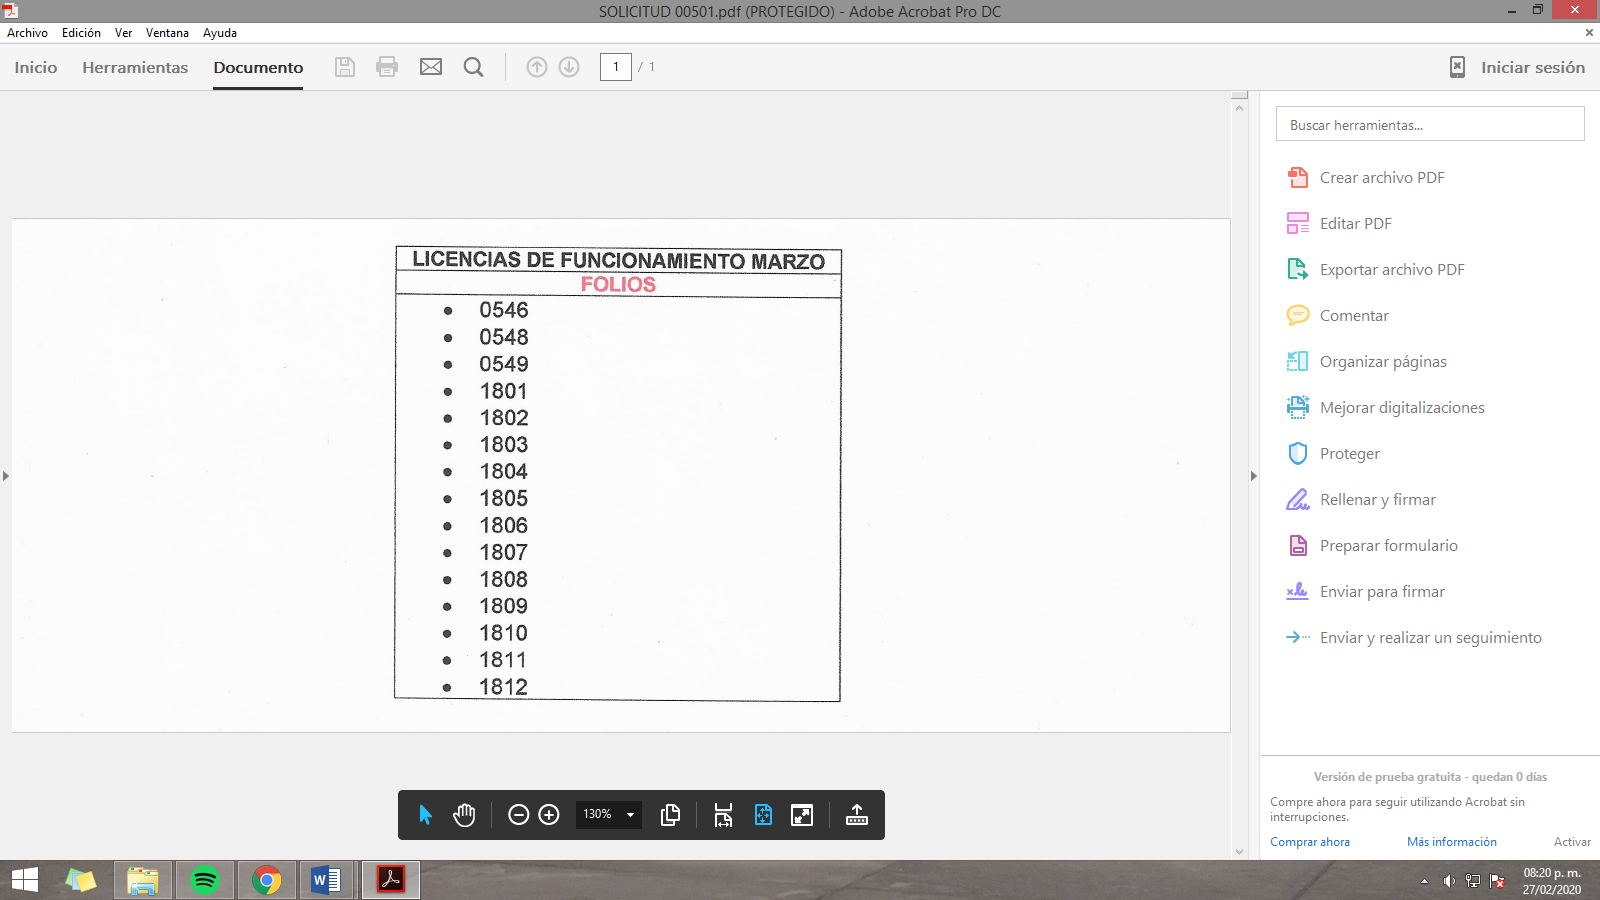 SOLICITUD 00501.pdf (PROTEGIDO) - Adobe Acrobat Pro DC
Archivo Edición Ver Ventana Ayuda
Inicio Herramientas Documento 1 / 1 Iniciar sesión
LICENCIAS DE FUNCIONAMIENTO MARZO
FOLIOS
• 0546
• 0548
• 0549
• 1801
• 1802
• 1803
• 1804
• 1805
• 1806
• 1807
• 1808
• 1809
• 1810
• 1811
• 1812
130%
Buscar herramientas...
Crear archivo PDF
Editar PDF
Exportar archivo PDF
Comentar
Organizar páginas
Mejorar digitalizaciones
Proteger
Rellenar y firmar
Preparar formulario
Enviar para firmar
Enviar y realizar un seguimiento
Versión de prueba gratuita - quedan 0 días
Compre ahora para seguir utilizando Acrobat sin
interrupciones.
Comprar ahora Más información Activar
08:20 p. m.
27/02/2020